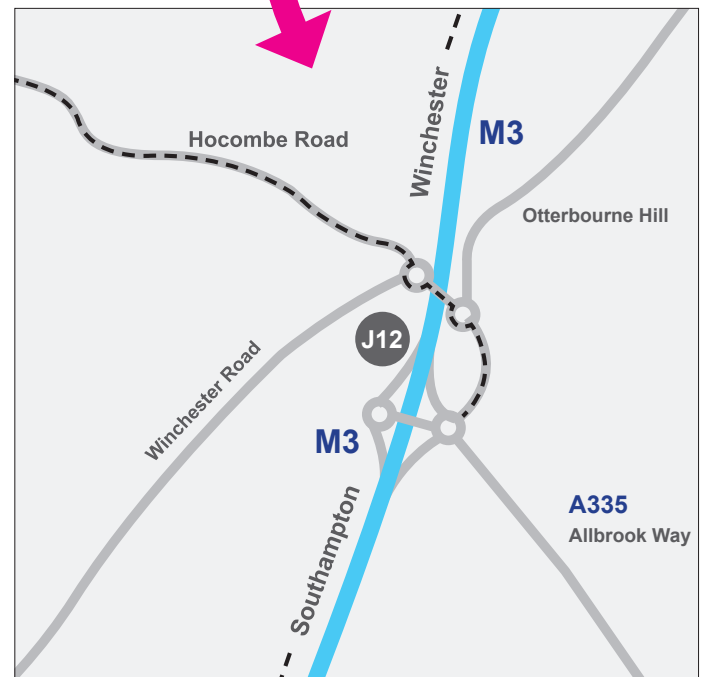 Winchester
M3
Hocombe Road
Otterbourne Hill
J12
Winchester Road
M3
Southampton
A335
Allbrook Way